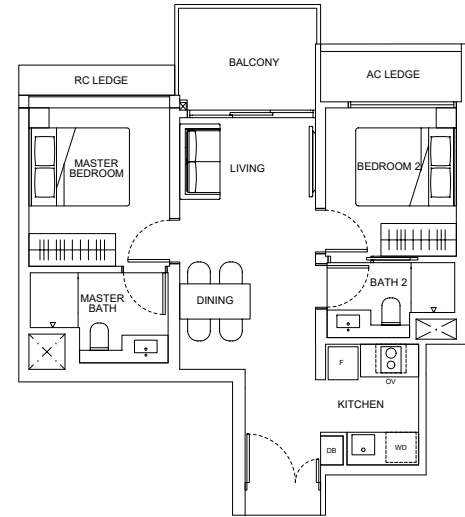 BALCONY
RC LEDGE
AC LEDGE
MASTER
BEDROOM
LIVING
BEDROOM 2
MASTER
BATH
DINING
BATH 2
F
OV
KITCHEN
DB
WD